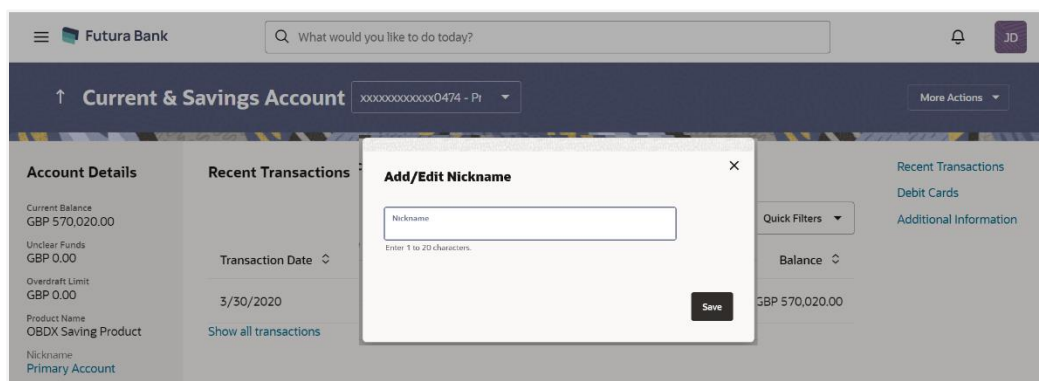 Futura Bank
What would you like to do today?
JD
Current & Savings Account
xxxxxxxxxxxx0474 - Pr
More Actions
Account Details
Current Balance
GBP 570,020.00
Unclear Funds
GBP 0.00
Overdraft Limit
GBP 0.00
Product Name
OBDX Saving Product
Nickname
Primary Account
Recent Transactions
Transaction Date
3/30/2020
Show all transactions
Add/Edit Nickname
Nickname
Enter 1 to 20 characters.
Save
Quick Filters
Balance
GBP 570,020.00
Recent Transactions
Debit Cards
Additional Information